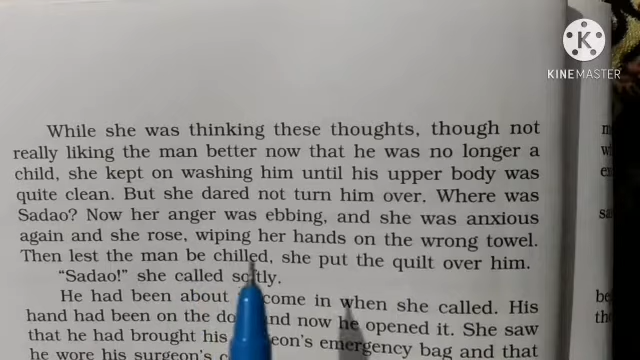 KINEMASTER
While she was thinking these thoughts, though not
really liking the man better now that he was no longer a
child, she kept on washing him until his upper body was
quite clean. But she dared not turn him over. Where was
Sadao? Now her anger was ebbing, and she was anxious
again and she rose, wiping her hands on the wrong towel.
Then lest the man be chilled, she put the quilt over him.
“Sadao!” she called softly.
He had been about come in when she called. His
hand had been on the and now he opened it. She saw
that he had brought his emergency bag and that
he wore his surgeon's